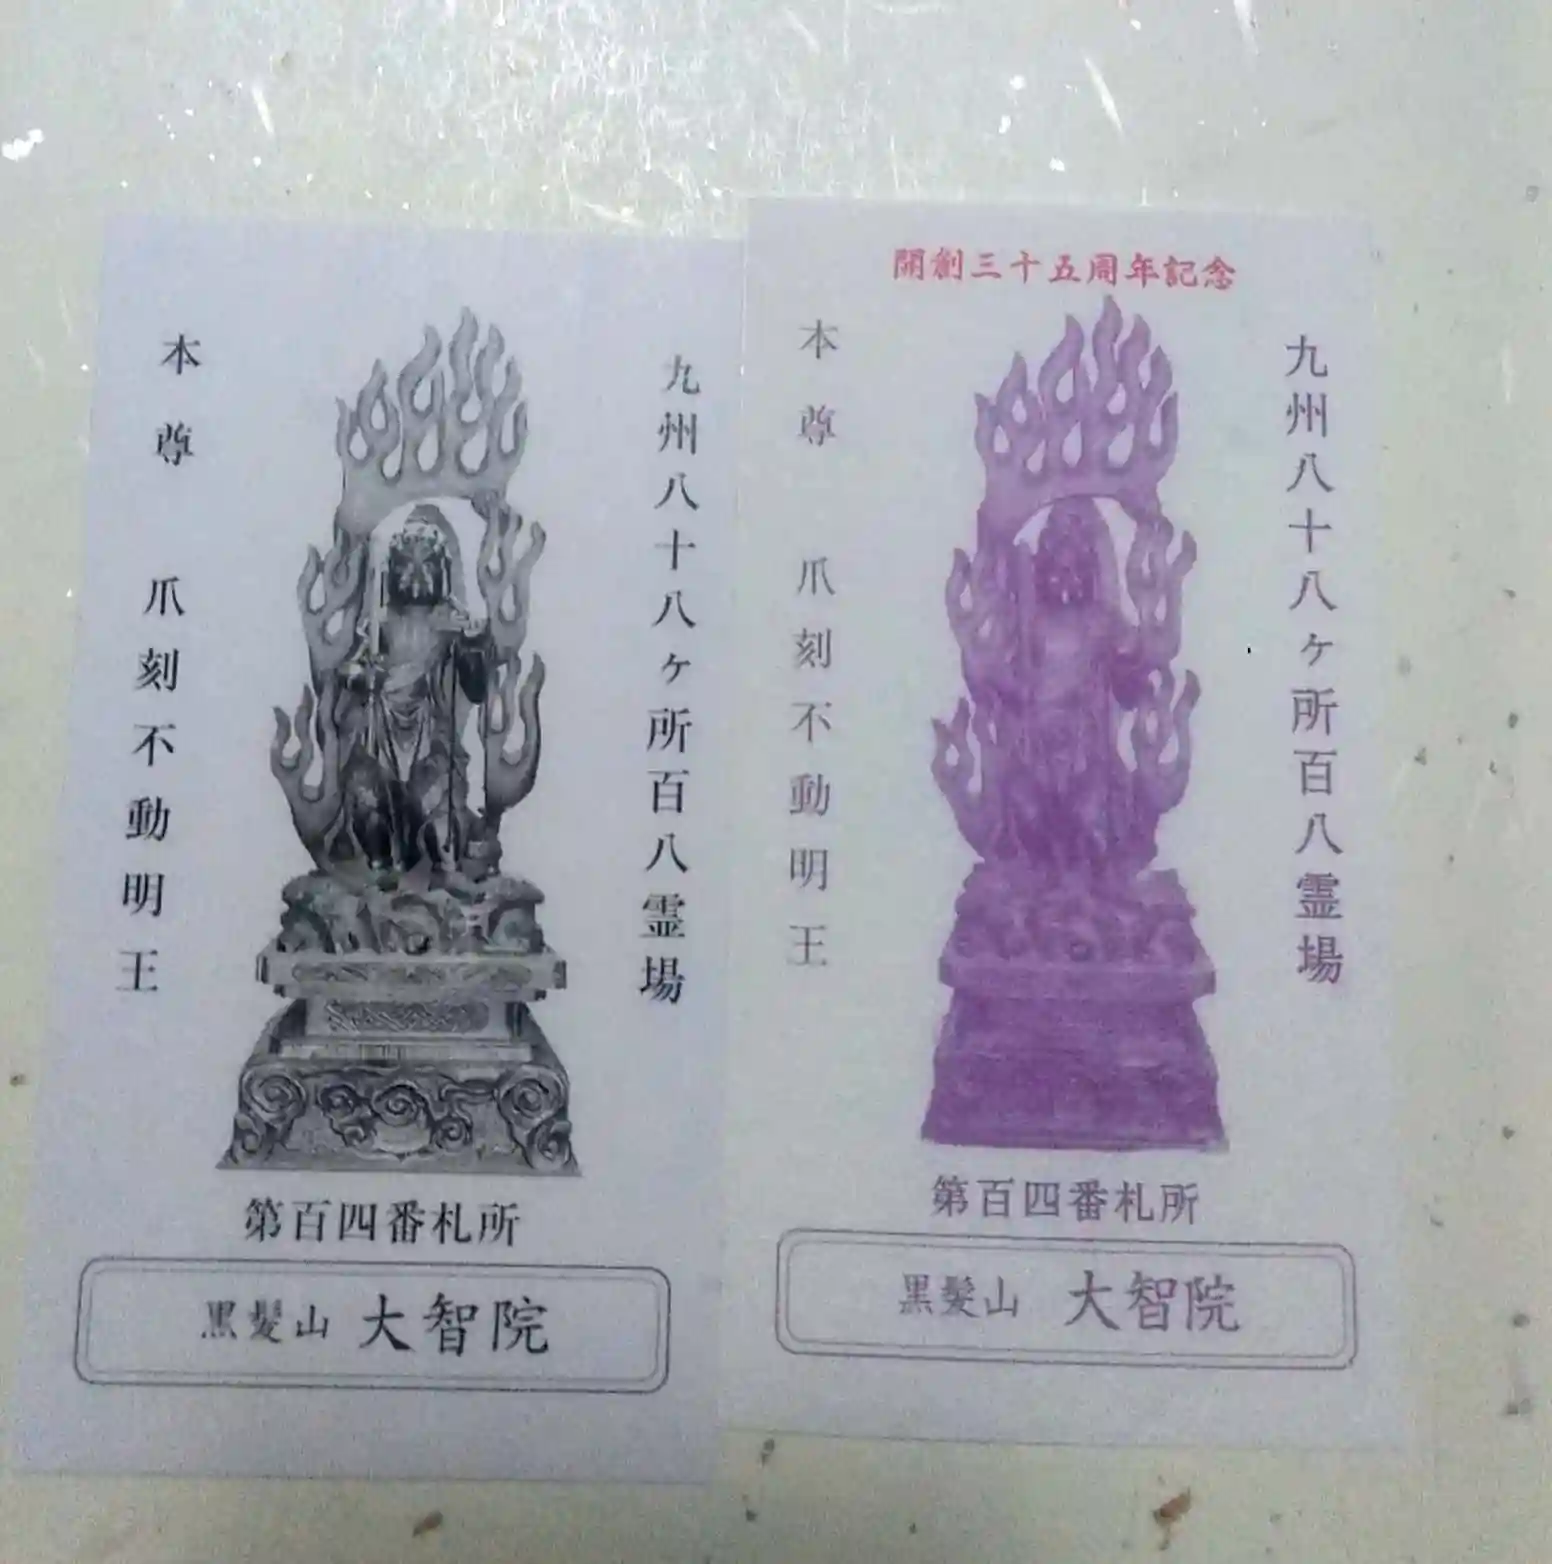 九州八十八ヶ所百八霊場
本尊 爪刻不動明王
第百四番札所
黒髪山 大智院
開創三十五周年記念
九州八十八ヶ所百八霊場
本尊 爪刻不動明王
第百四番札所
黒髪山 大智院